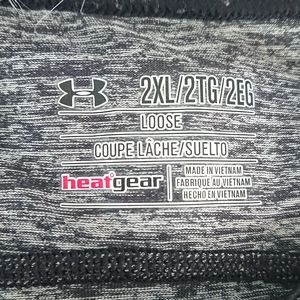 2XL/2TG/2EG
LOOSE
COUPE LÂCHE/SUELTO
heatgear
MADE IN VIETNAM
FABRIQUÉ AU VIETNAM
HECHO EN VIETNAM